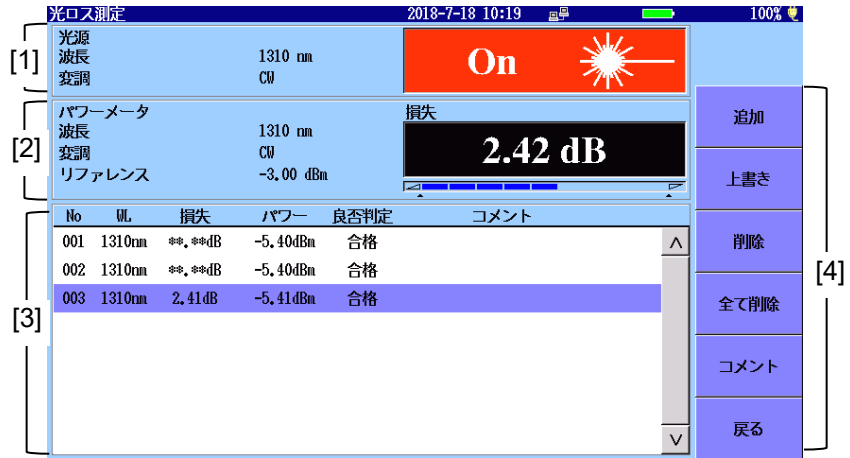 光ロス測定 2018-7-18 10:19 100%
[1]
光源
波長 1310 nm
変調 CW
On
[2]
パワーメータ
波長 1310 nm
変調 CW
リファレンス -3.00 dBm
損失
2.42 dB
[3]
No WL 損失 パワー 良否判定 コメント
001 1310nm **.**dB -5.40dBm 合格
002 1310nm **.**dB -5.40dBm 合格
003 1310nm 2.41dB -5.41dBm 合格
[4]
追加
上書き
削除
全て削除
コメント
戻る